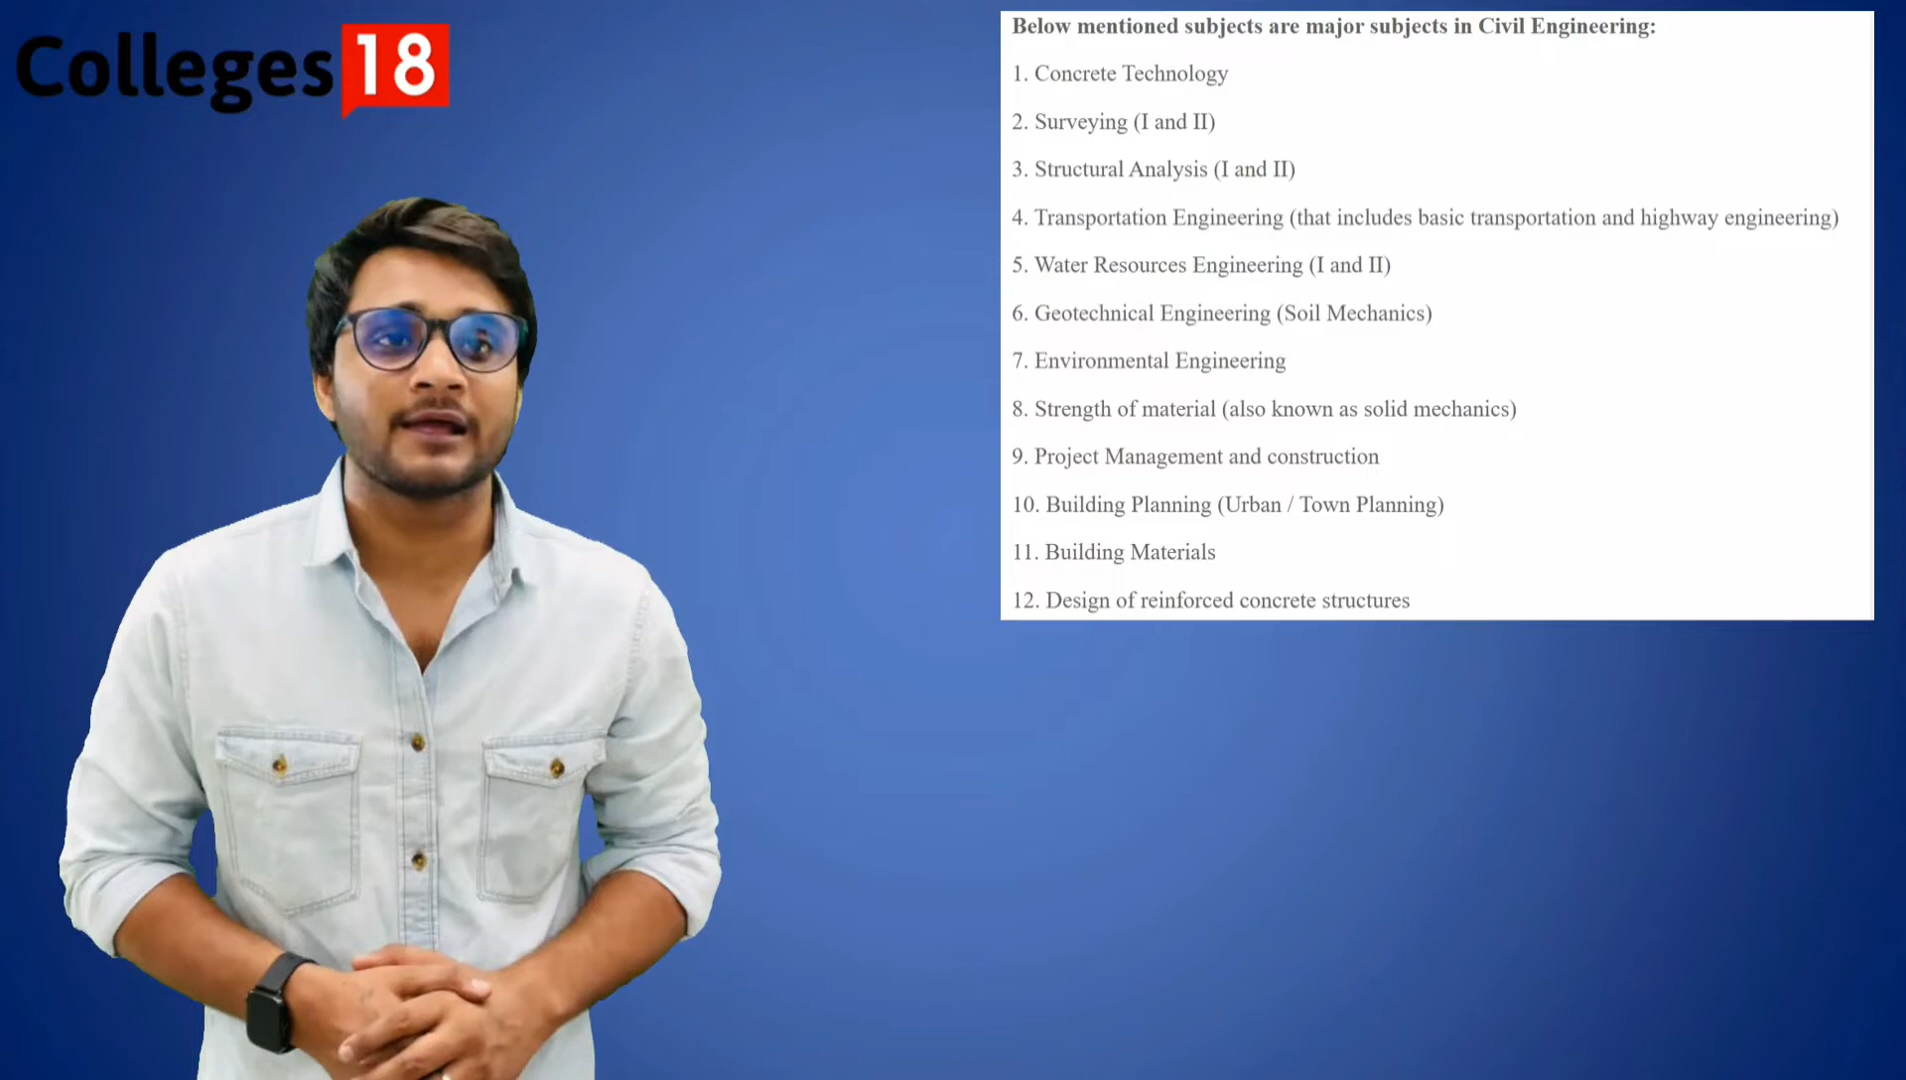 Colleges 18
Below mentioned subjects are major subjects in Civil Engineering:
1. Concrete Technology
2. Surveying (I and II)
3. Structural Analysis (I and II)
4. Transportation Engineering (that includes basic transportation and highway engineering)
5. Water Resources Engineering (I and II)
6. Geotechnical Engineering (Soil Mechanics)
7. Environmental Engineering
8. Strength of material (also known as solid mechanics)
9. Project Management and construction
10. Building Planning (Urban / Town Planning)
11. Building Materials
12. Design of reinforced concrete structures